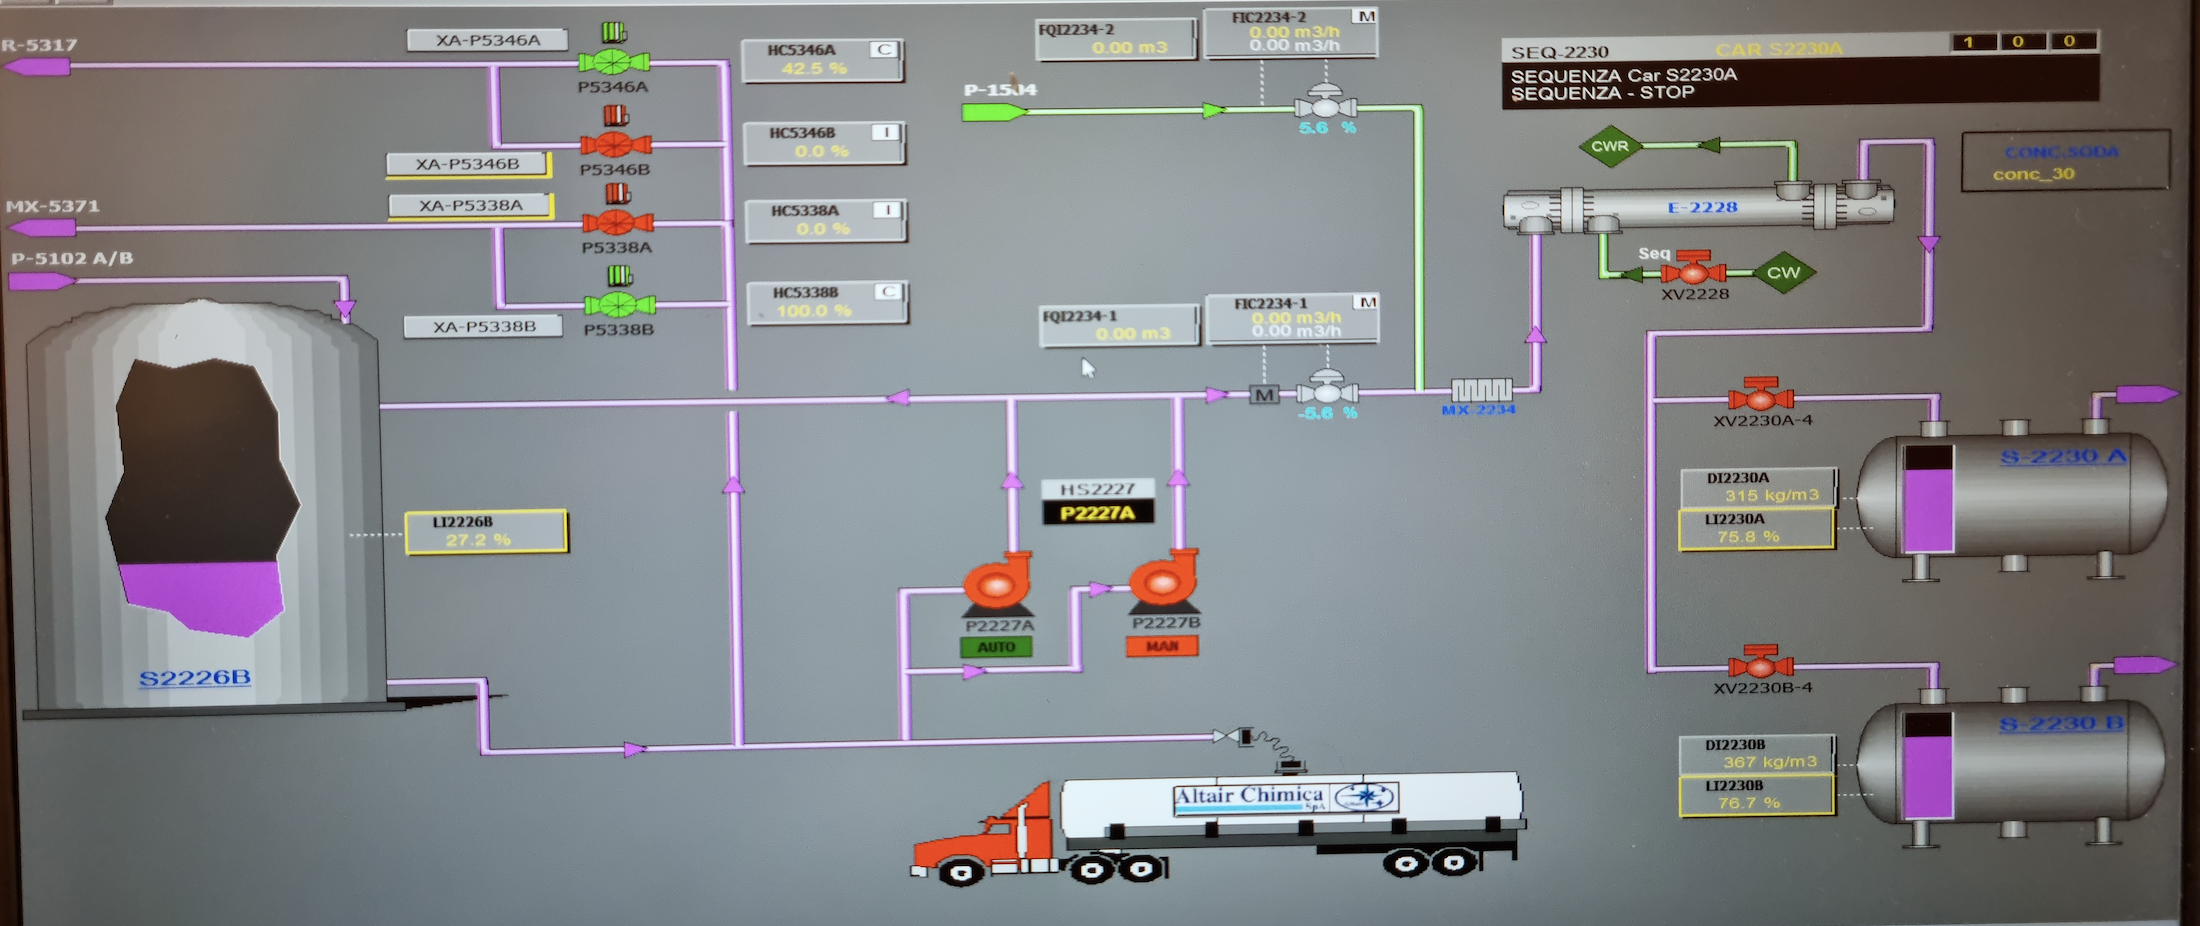 R-5317
XA-P5346A
P5346A
HC5346A C
42.5 %
XA-P5346B
P5346B
HC5346B I
0.0 %
MX-5371
XA-P5338A
P5338A
HC5338A I
0.0 %
P-5102 A/B
XA-P5338B
P5338B
HC5338B C
100.0 %
FQI2234-2
0.00 m3
FIC2234-2 M
0.00 m3/h
0.00 m3/h
P-1504
5.6 %
SEQ-2230 CAR S2230A 1 0 0
SEQUENZA Car S2230A
SEQUENZA - STOP
CWR
CONC.SODA
conc_30
E-2228
Seq
CW
XV2228
FQI2234-1
0.00 m3
FIC2234-1 M
0.00 m3/h
0.00 m3/h
M
-5.6 %
MX-2234
XV2230A-4
S-2230 A
DI2230A
315 kg/m3
LI2230A
75.8 %
LI2226B
27.2 %
S2226B
HS2227
P2227A
P2227A
AUTO
P2227B
MAN
XV2230B-4
S-2230 B
DI2230B
367 kg/m3
LI2230B
76.7 %
Altair Chimica
SpA